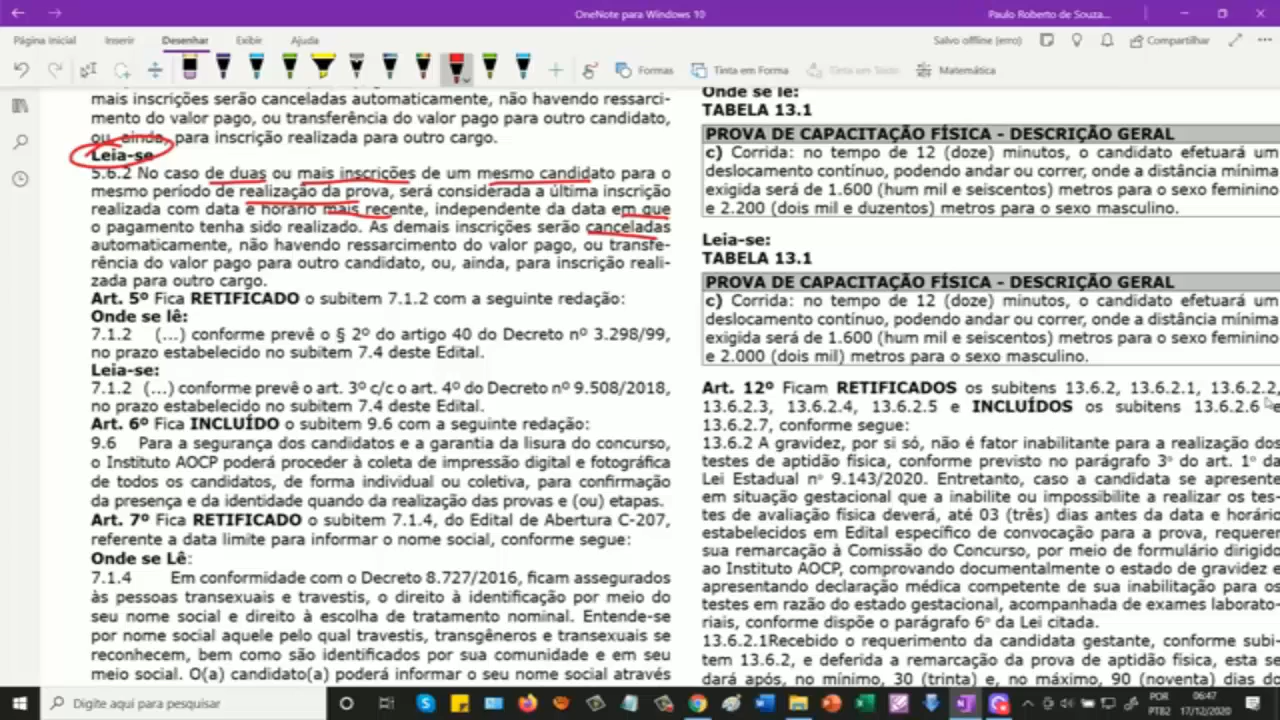 OneNote para Windows 10
Paulo Roberto de Souza...
Página Inicial
Inserir
Desenhar
Exibir
Ajuda
Salvo offline (erro)
Compartilhar
Formas
Tinta em Forma
Tinta em Texto
Matemática
mais inscrições serão canceladas automaticamente, não havendo ressarci-
mento do valor pago, ou transferência do valor pago para outro candidato,
ou, ainda, para inscrição realizada para outro cargo.
Leia-se
5.6.2 No caso de duas ou mais inscrições de um mesmo candidato para o
mesmo período de realização da prova, será considerada a última inscrição
realizada com data e horário mais recente, independente da data em que
o pagamento tenha sido realizado. As demais inscrições serão canceladas
automaticamente, não havendo ressarcimento do valor pago, ou transfe-
rência do valor pago para outro candidato, ou, ainda, para inscrição reali-
zada para outro cargo.
Art. 5º Fica RETIFICADO o subitem 7.1.2 com a seguinte redação:
Onde se lê:
7.1.2 (...) conforme prevê o § 2º do artigo 40 do Decreto nº 3.298/99,
no prazo estabelecido no subitem 7.4 deste Edital.
Leia-se:
7.1.2 (...) conforme prevê o art. 3º c/c o art. 4º do Decreto nº 9.508/2018,
no prazo estabelecido no subitem 7.4 deste Edital.
Art. 6º Fica INCLUÍDO o subitem 9.6 com a seguinte redação:
9.6 Para a segurança dos candidatos e a garantia da lisura do concurso,
o Instituto AOCP poderá proceder à coleta de impressão digital e fotográfica
de todos os candidatos, de forma individual ou coletiva, para confirmação
da presença e da identidade quando da realização das provas e (ou) etapas.
Art. 7º Fica RETIFICADO o subitem 7.1.4, do Edital de Abertura C-207,
referente a data limite para informar o nome social, conforme segue:
Onde se Lê:
7.1.4 Em conformidade com o Decreto 8.727/2016, ficam assegurados
às pessoas transexuais e travestis, o direito à identificação por meio do
seu nome social e direito à escolha de tratamento nominal. Entende-se
por nome social aquele pelo qual travestis, transgêneros e transexuais se
reconhecem, bem como são identificados por sua comunidade e em seu
meio social. O(a) candidato(a) poderá informar o seu nome social através
Onde se lê:
TABELA 13.1
PROVA DE CAPACITAÇÃO FÍSICA - DESCRIÇÃO GERAL
c) Corrida: no tempo de 12 (doze) minutos, o candidato efetuará um
deslocamento contínuo, podendo andar ou correr, onde a distância mínima
exigida será de 1.600 (hum mil e seiscentos) metros para o sexo feminino
e 2.200 (dois mil e duzentos) metros para o sexo masculino.
Leia-se:
TABELA 13.1
PROVA DE CAPACITAÇÃO FÍSICA - DESCRIÇÃO GERAL
c) Corrida: no tempo de 12 (doze) minutos, o candidato efetuará um
deslocamento contínuo, podendo andar ou correr, onde a distância mínima
exigida será de 1.600 (hum mil e seiscentos) metros para o sexo feminino
e 2.000 (dois mil) metros para o sexo masculino.
Art. 12º Ficam RETIFICADOS os subitens 13.6.2, 13.6.2.1, 13.6.2.2,
13.6.2.3, 13.6.2.4, 13.6.2.5 e INCLUÍDOS os subitens 13.6.2.6 e
13.6.2.7, conforme segue:
13.6.2 A gravidez, por si só, não é fator inabilitante para a realização dos
testes de aptidão física, conforme previsto no parágrafo 3º do art. 1º da
Lei Estadual nº 9.143/2020. Entretanto, caso a candidata se apresente
em situação gestacional que a inabilite ou impossibilite a realizar os tes-
tes de avaliação física deverá, até 03 (três) dias antes da data e horário
estabelecidos em Edital específico de convocação para a prova, requerer
sua remarcação à Comissão do Concurso, por meio de formulário dirigido
ao Instituto AOCP, comprovando documentalmente o estado de gravidez e
apresentando declaração médica competente de sua inabilitação para os
testes em razão do estado gestacional, acompanhada de exames laborato-
riais, conforme dispõe o parágrafo 6º da Lei citada.
13.6.2.1Recebido o requerimento da candidata gestante, conforme subi-
tem 13.6.2, e deferida a remarcação da prova de aptidão física, esta se
dará após, no mínimo, 30 (trinta) e, no máximo, 90 (noventa) dias do
Digite aqui para pesquisar
POR
PTB2
06:47
17/12/2020